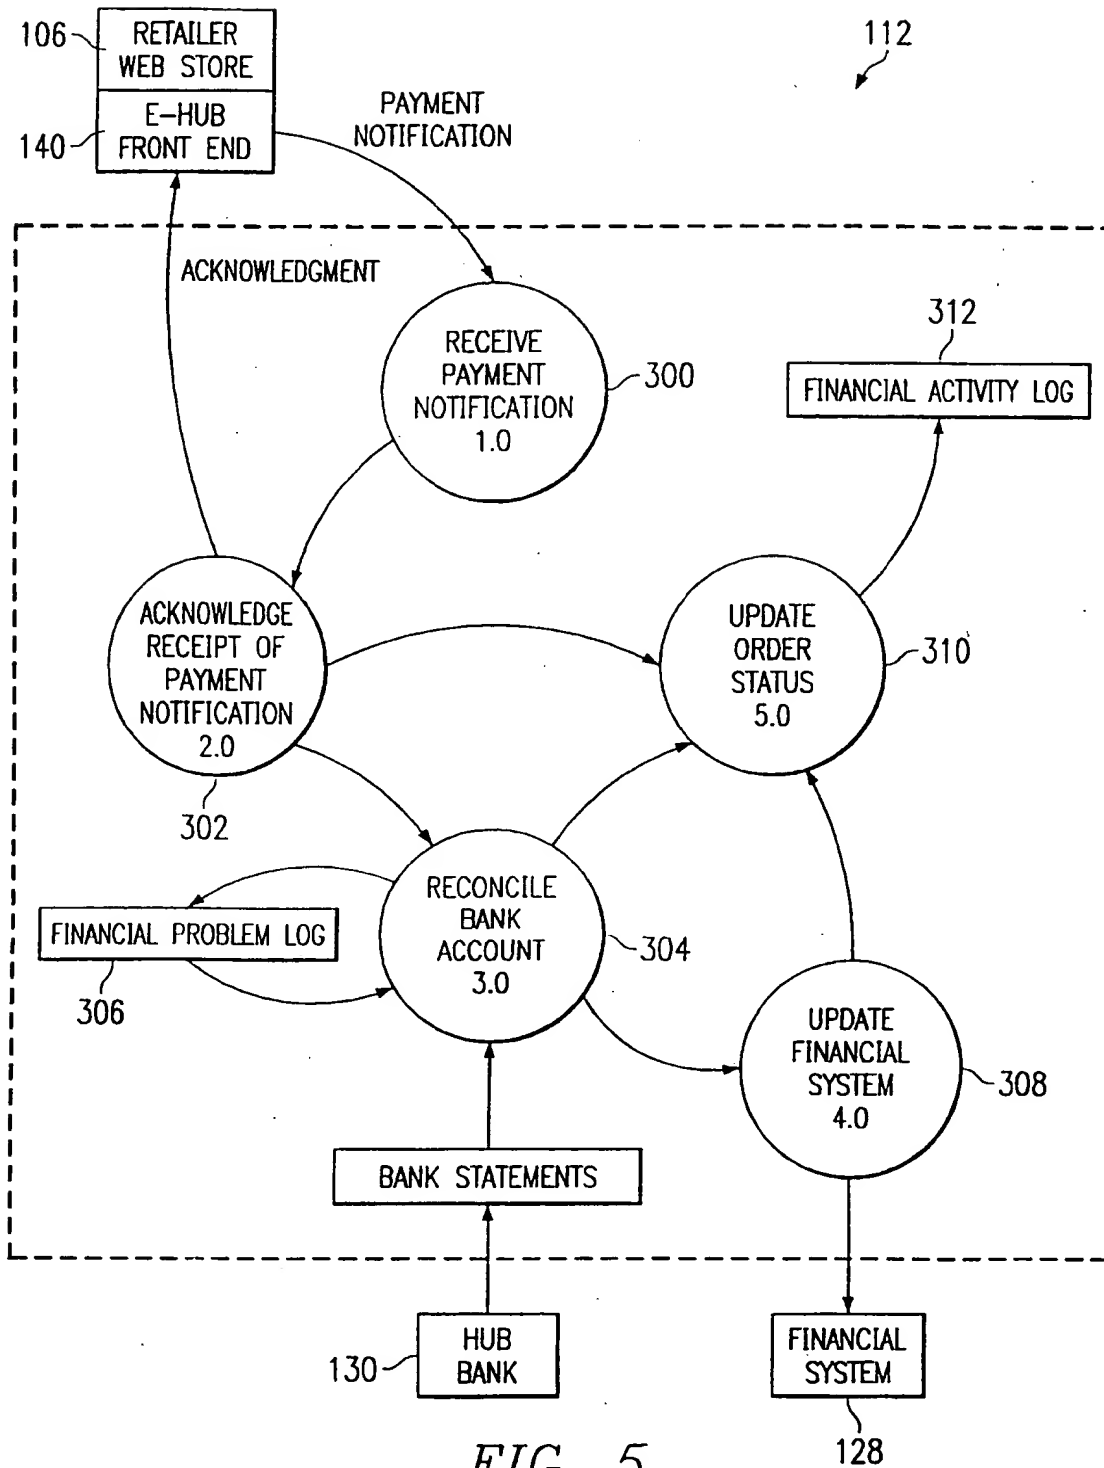 106
RETAILER
WEB STORE
112
140
E-HUB
FRONT END
PAYMENT
NOTIFICATION
ACKNOWLEDGMENT
RECEIVE
PAYMENT
NOTIFICATION
1.0
300
312
FINANCIAL ACTIVITY LOG
ACKNOWLEDGE
RECEIPT OF
PAYMENT
NOTIFICATION
2.0
302
UPDATE
ORDER
STATUS
5.0
310
RECONCILE
BANK
ACCOUNT
3.0
304
FINANCIAL PROBLEM LOG
306
UPDATE
FINANCIAL
SYSTEM
4.0
308
BANK STATEMENTS
130
HUB
BANK
FINANCIAL
SYSTEM
128
FIG. 5